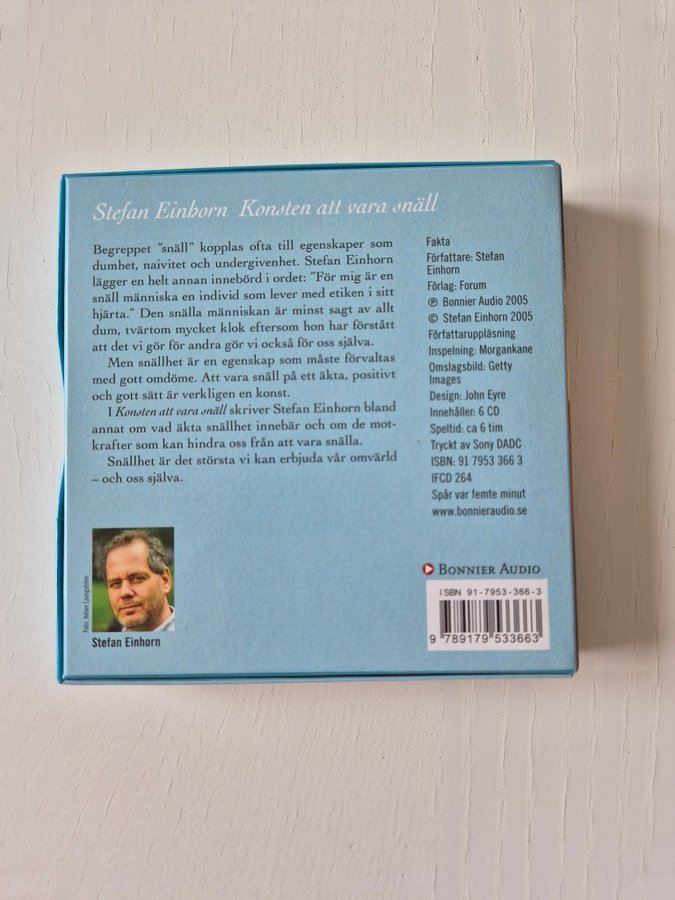 Stefan Einhorn Konsten att vara snäll
Begreppet ”snäll” kopplas ofta till egenskaper som
dumhet, naivitet och undergivenhet. Stefan Einhorn
lägger en helt annan innebörd i ordet: ”För mig är en
snäll människa en individ som lever med etiken i sitt
hjärta.” Den snälla människan är minst sagt av allt
dum, tvärtom mycket klok eftersom hon har förstått
att det vi gör för andra gör vi också för oss själva.
Men snällhet är en egenskap som måste förvaltas
med gott omdöme. Att vara snäll på ett äkta, positivt
och gott sätt är verkligen en konst.
I Konsten att vara snäll skriver Stefan Einhorn bland
annat om vad äkta snällhet innebär och om de mot-
krafter som kan hindra oss från att vara snälla.
Snällhet är det största vi kan erbjuda vår omvärld
– och oss själva.
Foto: Johan Ljungström
Stefan Einhorn
Fakta
Författare: Stefan
Einhorn
Förlag: Forum
℗ Bonnier Audio 2005
© Stefan Einhorn 2005
Författaruppläsning
Inspelning: Morgankane
Omslagsbild: Getty
Images
Design: John Eyre
Innehåller: 6 CD
Speltid: ca 6 tim
Tryckt av Sony DADC
ISBN: 91 7953 366 3
IFCD 264
Spår var femte minut
www.bonnieraudio.se
Bonnier Audio
ISBN 91-7953-366-3
9 789179 533663